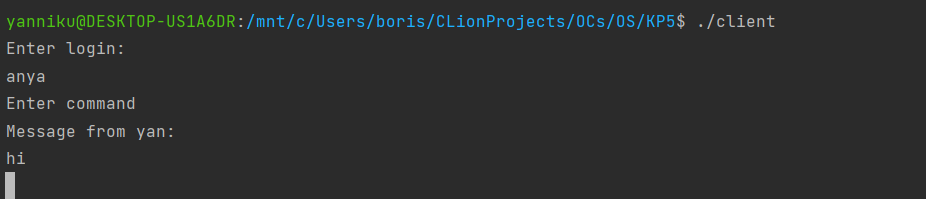 yanniku@DESKTOP-US1A6DR:/mnt/c/Users/boris/CLionProjects/OCs/OS/KP5$ ./client
Enter login:
anya
Enter command
Message from yan:
hi